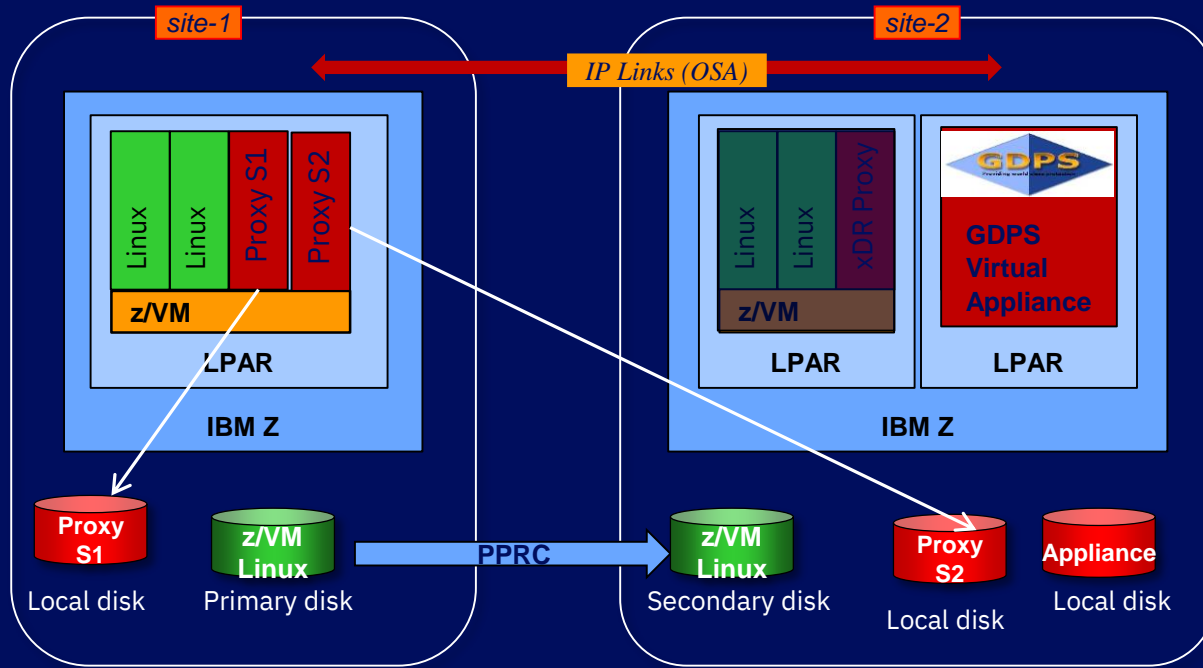 site-1
site-2
IP Links (OSA)
Linux
Linux
Proxy S1
Proxy S2
z/VM
LPAR
IBM Z
Linux
Linux
xDR Proxy
z/VM
LPAR
GDPS
GDPS
Virtual
Appliance
LPAR
IBM Z
Proxy
S1
Local disk
z/VM
Linux
Primary disk
PPRC
z/VM
Linux
Secondary disk
Proxy
S2
Local disk
Appliance
Local disk